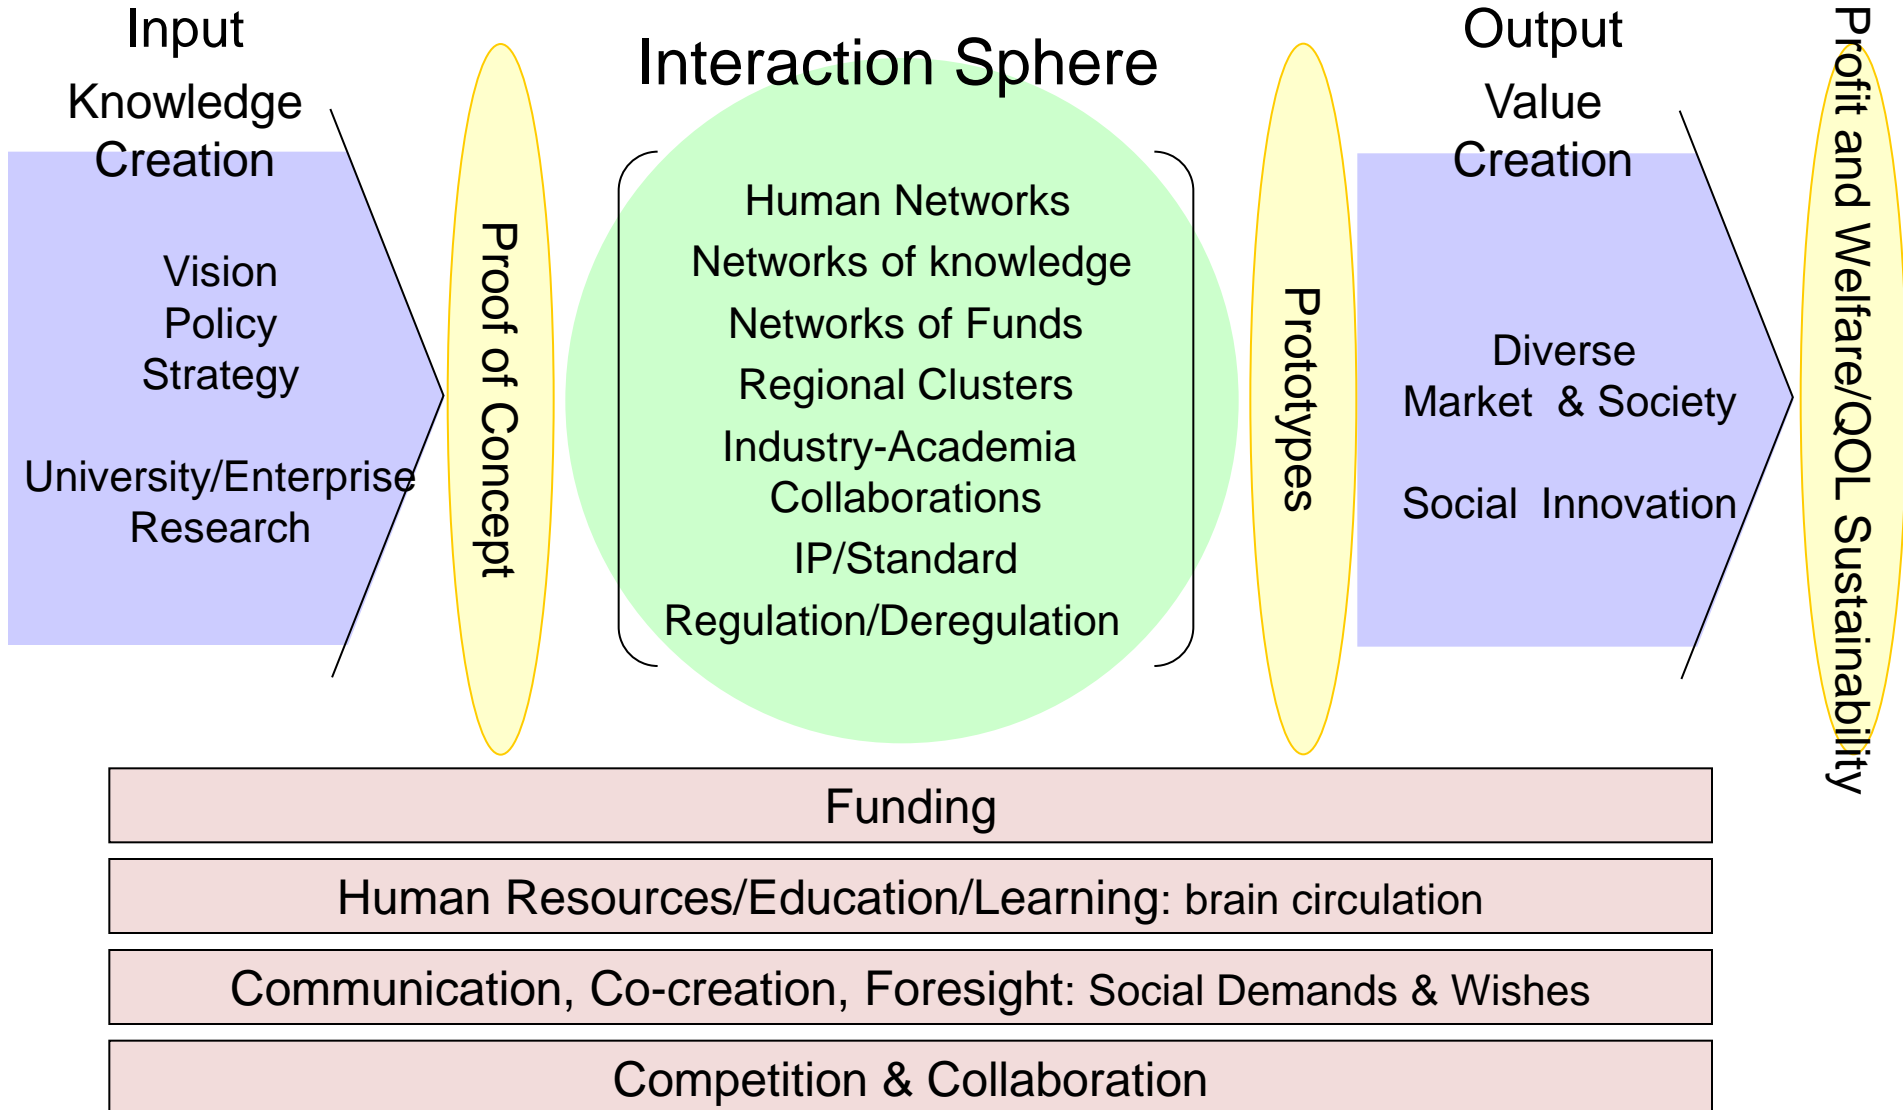 Input
Knowledge
Creation
Vision
Policy
Strategy
University/Enterprise
Research
Proof of Concept
Interaction Sphere
Human Networks
Networks of knowledge
Networks of Funds
Regional Clusters
Industry-Academia
Collaborations
IP/Standard
Regulation/Deregulation
Prototypes
Output
Value
Creation
Diverse
Market & Society
Social Innovation
Profit and Welfare/QOL Sustainability
Funding
Human Resources/Education/Learning: brain circulation
Communication, Co-creation, Foresight: Social Demands & Wishes
Competition & Collaboration